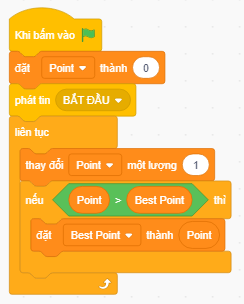 Khi bấm vào
đặt Point thành 0
phát tin BẮT ĐẦU
liên tục
thay đổi Point một lượng 1
nếu Point > Best Point thì
đặt Best Point thành Point